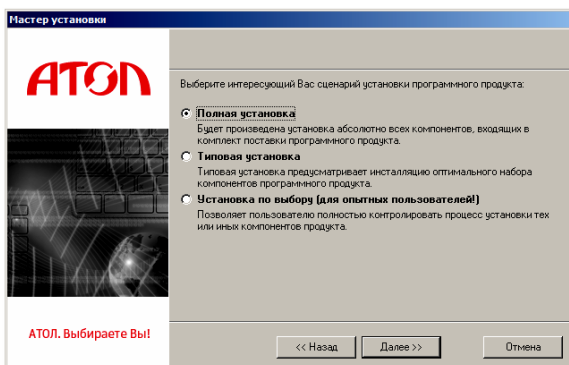 Мастер установки
АТОЛ
Выберите интересующий Вас сценарий установки программного продукта:
Полная установка
Будет произведена установка абсолютно всех компонентов, входящих в
комплект поставки программного продукта.
Типовая установка
Типовая установка предусматривает инсталляцию оптимального набора
компонентов программного продукта.
Установка по выбору (для опытных пользователей!)
Позволяет пользователю полностью контролировать процесс установки тех
или иных компонентов продукта.
АТОЛ. Выбираете Вы!
<< Назад
Далее >>
Отмена